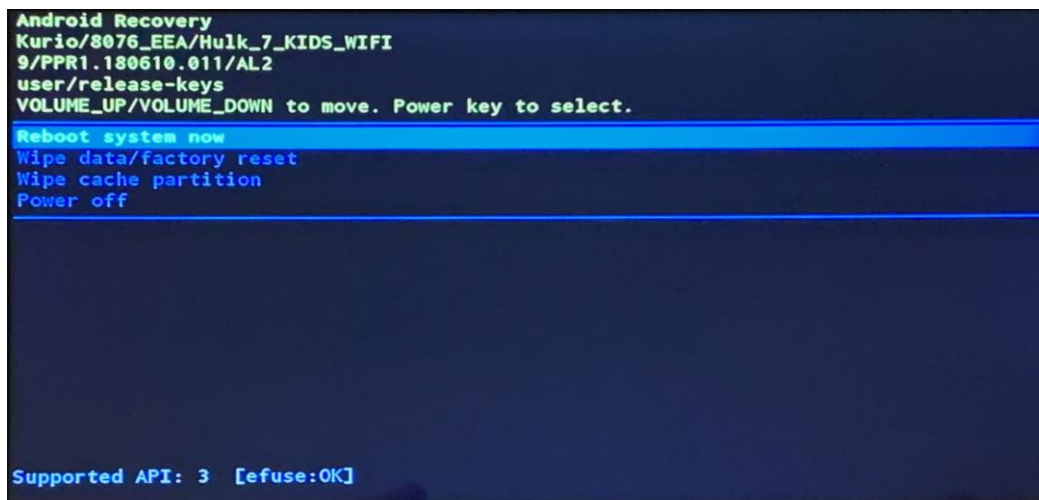 Android Recovery
Kurio/8076_EEA/Hulk_7_KIDS_WIFI
9/PPR1.180610.011/AL2
user/release-keys
VOLUME_UP/VOLUME_DOWN to move. Power key to select.
Reboot system now
Wipe data/factory reset
Wipe cache partition
Power off
Supported API: 3 [efuse:OK]